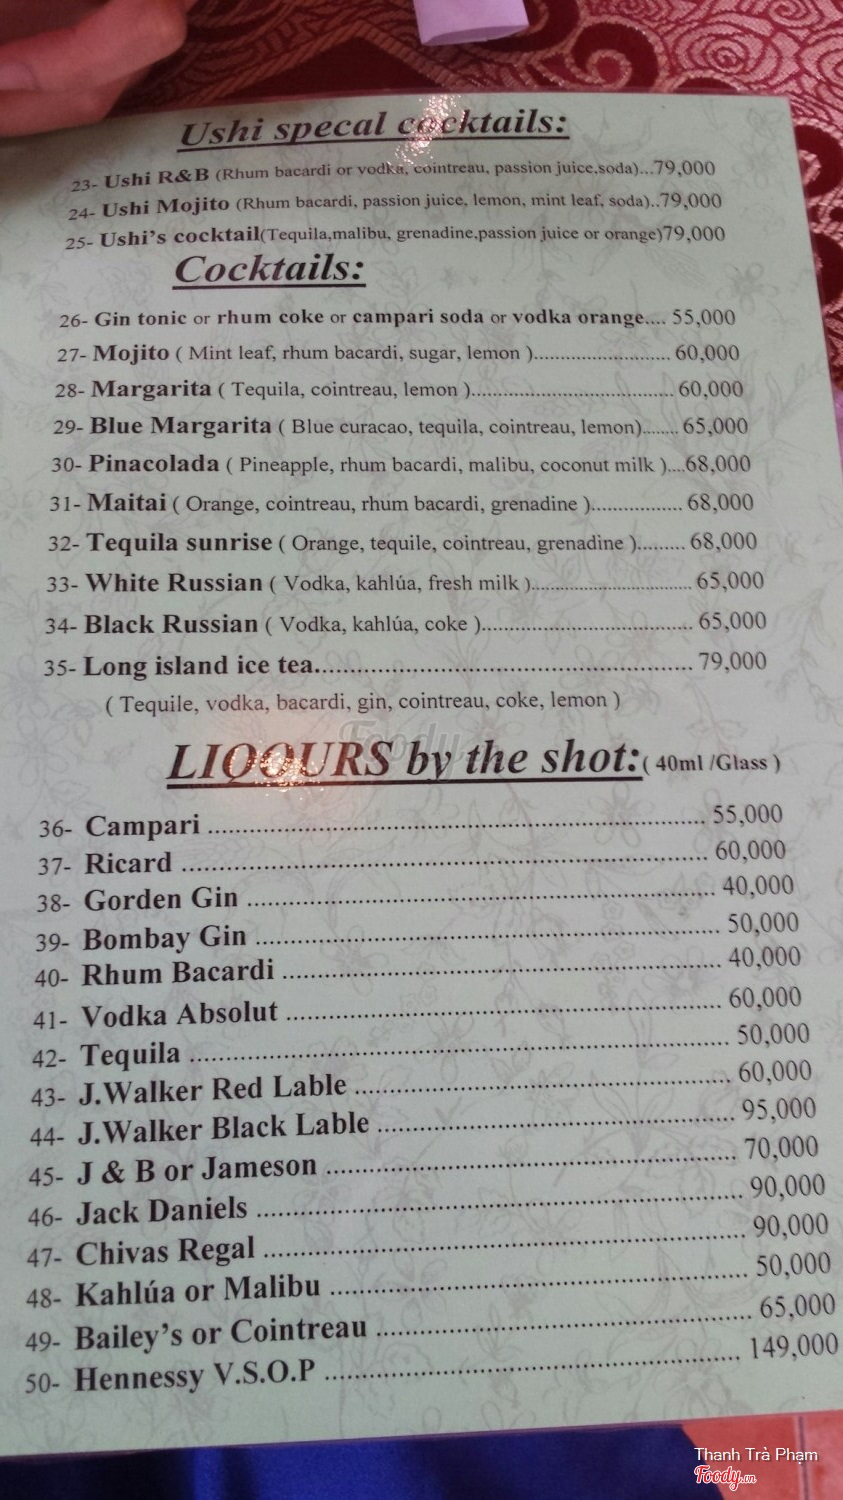 Ushi specal cocktails:
23- Ushi R&B (Rhum bacardi or vodka, cointreau, passion juice,soda)...79,000
24- Ushi Mojito (Rhum bacardi, passion juice, lemon, mint leaf, soda)..79,000
25- Ushi's cocktail(Tequila,malibu, grenadine,passion juice or orange)79,000
Cocktails:
26- Gin tonic or rhum coke or campari soda or vodka orange.... 55,000
27- Mojito ( Mint leaf, rhum bacardi, sugar, lemon )........................... 60,000
28- Margarita ( Tequila, cointreau, lemon )........................................ 60,000
29- Blue Margarita ( Blue curacao, tequila, cointreau, lemon)........ 65,000
30- Pinacolada ( Pineapple, rhum bacardi, malibu, coconut milk )....68,000
31- Maitai ( Orange, cointreau, rhum bacardi, grenadine ).................. 68,000
32- Tequila sunrise ( Orange, tequile, cointreau, grenadine )......... 68,000
33- White Russian ( Vodka, kahlúa, fresh milk )................................ 65,000
34- Black Russian ( Vodka, kahlúa, coke )......................................... 65,000
35- Long island ice tea...................................................... 79,000
( Tequile, vodka, bacardi, gin, cointreau, coke, lemon )
Foody
LIQOURS by the shot:( 40ml /Glass )
36- Campari ...................................................................... 55,000
37- Ricard ......................................................................... 60,000
38- Gorden Gin ................................................................ 40,000
39- Bombay Gin ............................................................... 50,000
40- Rhum Bacardi ............................................................ 40,000
41- Vodka Absolut ........................................................... 60,000
42- Tequila ....................................................................... 50,000
43- J.Walker Red Lable .................................................... 60,000
44- J.Walker Black Lable ................................................. 95,000
45- J & B or Jameson ........................................................ 70,000
46- Jack Daniels ................................................................ 90,000
47- Chivas Regal ............................................................... 90,000
48- Kahlúa or Malibu ....................................................... 50,000
49- Bailey's or Cointreau .................................................. 65,000
50- Hennessy V.S.O.P ....................................................... 149,000
Thanh Trà Phạm
Foody.vn